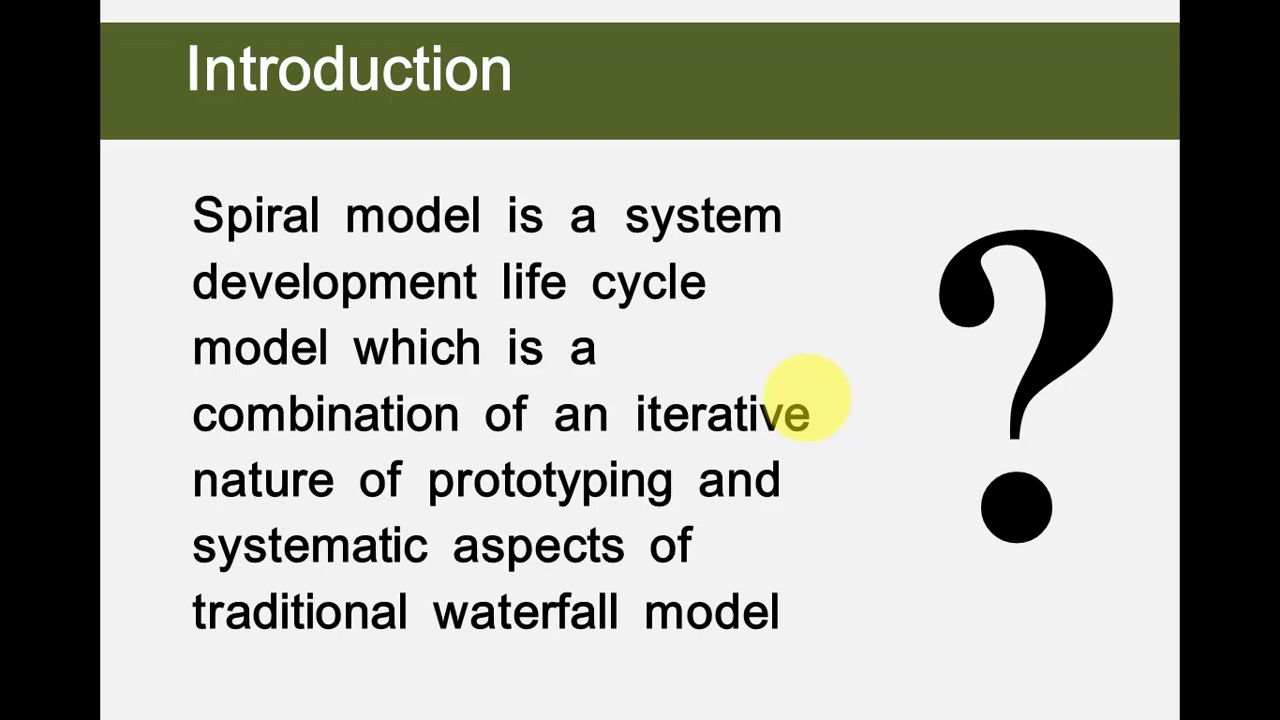 Introduction
Spiral model is a system
development life cycle
model which is a
combination of an iterative
nature of prototyping and
systematic aspects of
traditional waterfall model
?